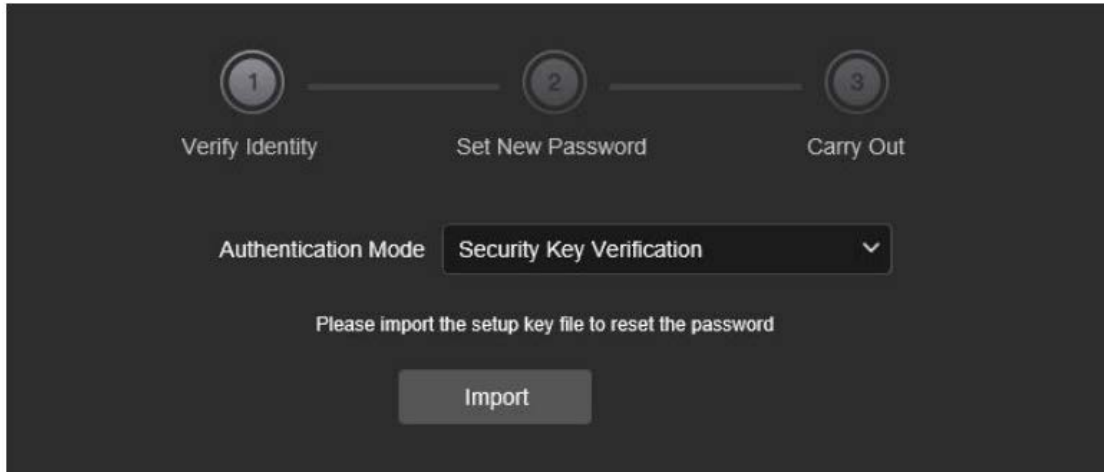 1 2 3
Verify Identity Set New Password Carry Out
Authentication Mode Security Key Verification
Please import the setup key file to reset the password
Import